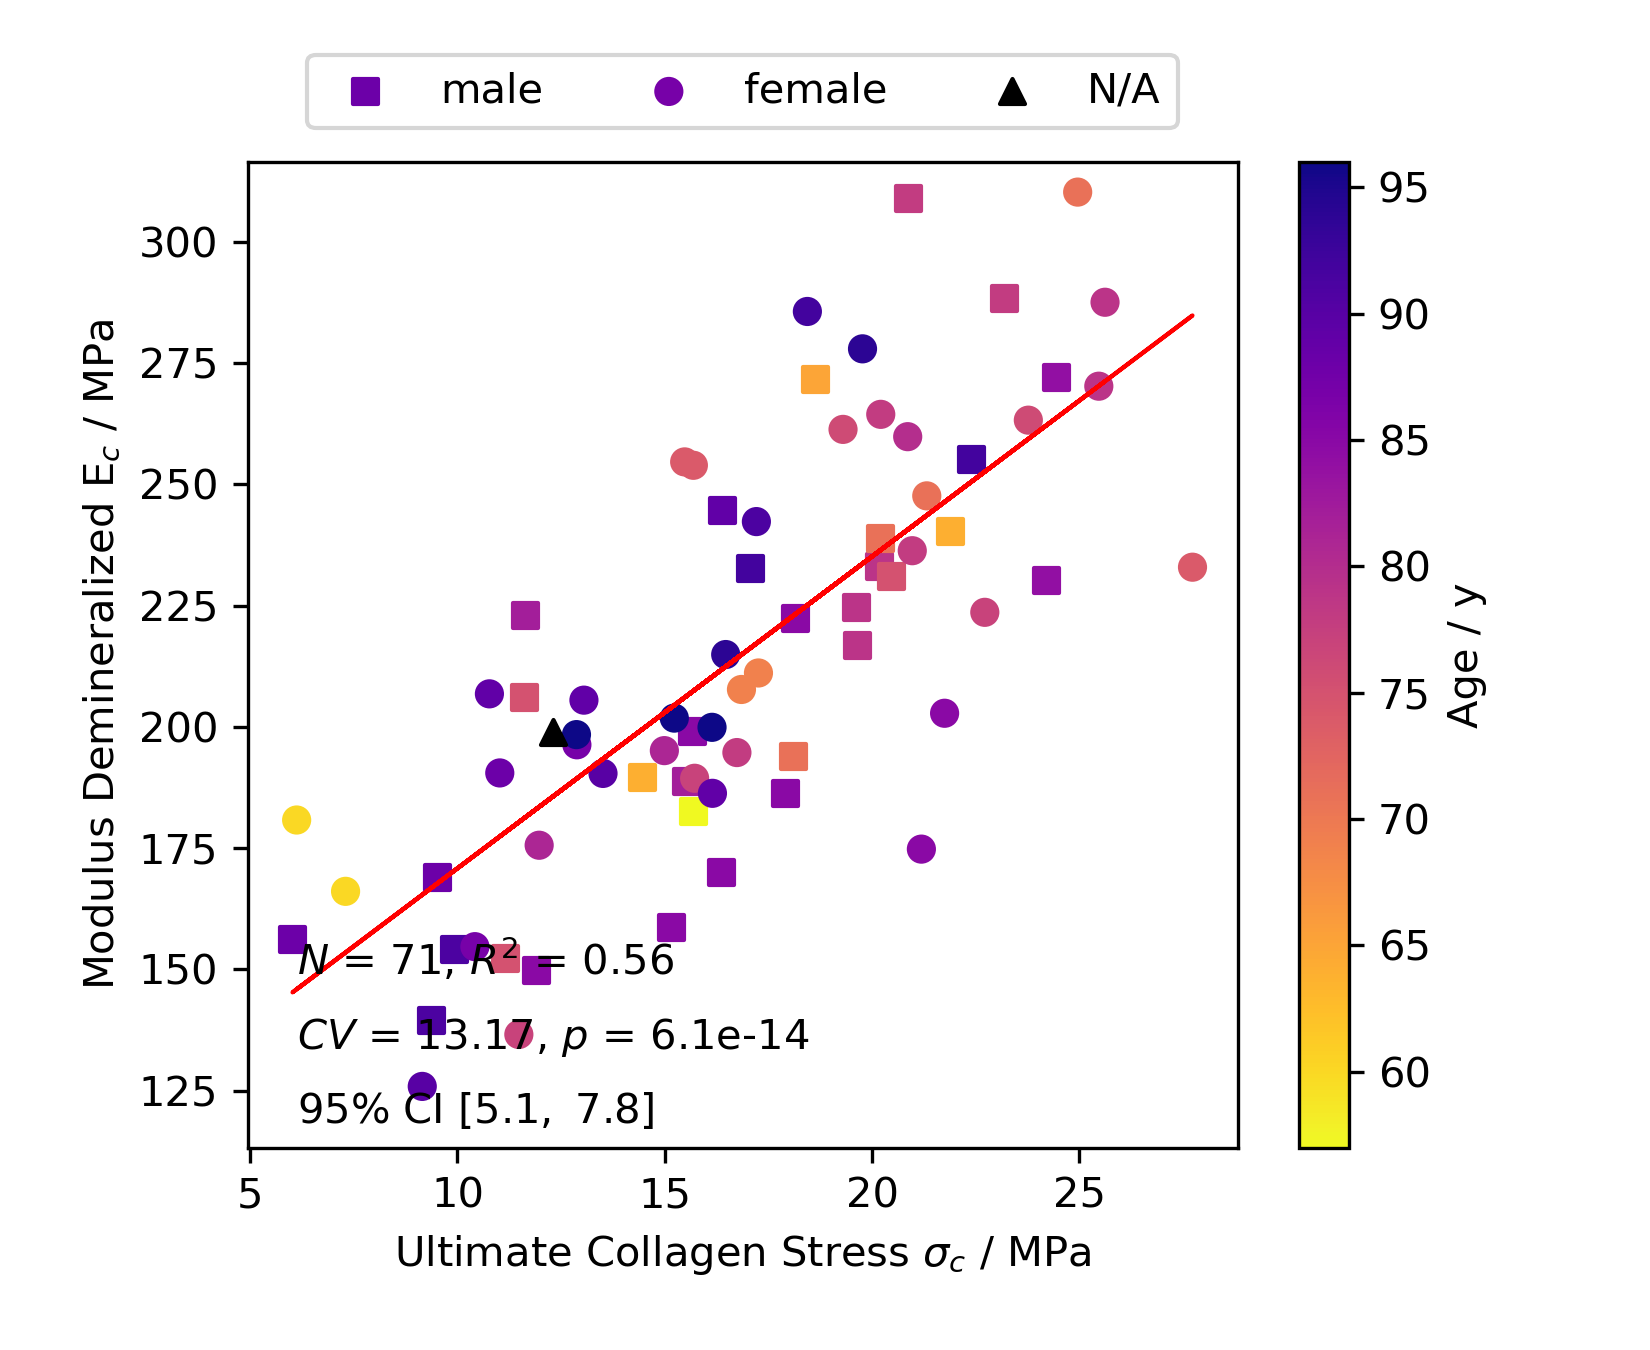 male female N/A
300
275
250
225
200
175
150
125
Modulus Demineralized E_c / MPa
N = 71, R² = 0.56
CV = 13.17, p = 6.1e-14
95% CI [5.1, 7.8]
5 10 15 20 25
Ultimate Collagen Stress σ_c / MPa
95
90
85
80
75
70
65
60
Age / y